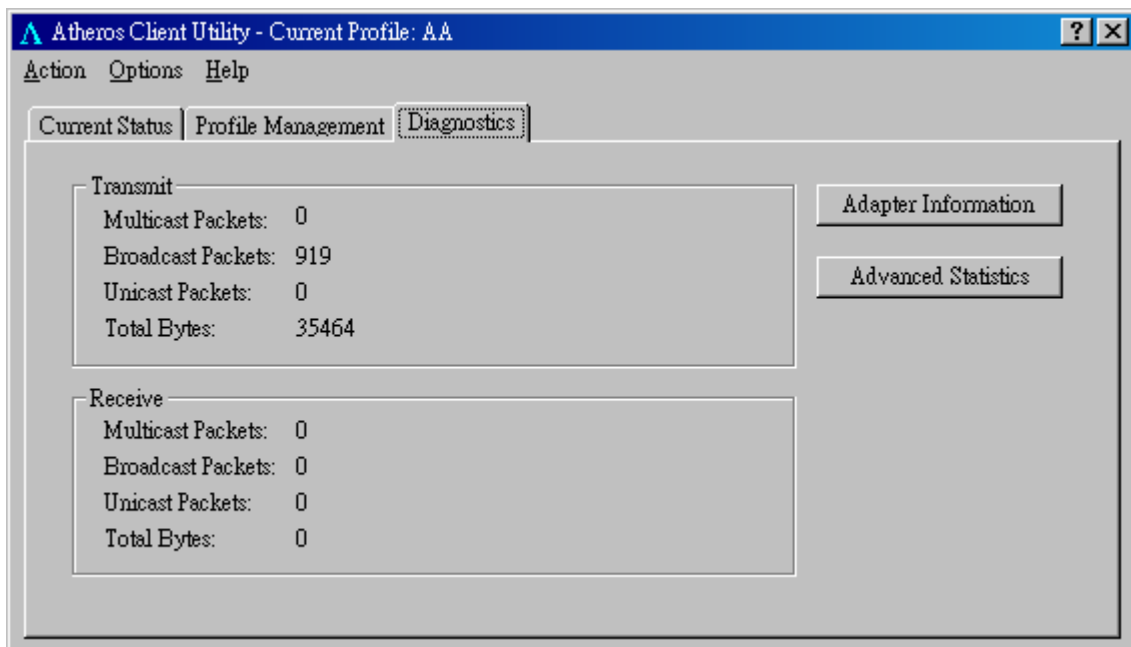 Atheros Client Utility - Current Profile: AA
Action Options Help
Current Status Profile Management Diagnostics
Transmit
Multicast Packets: 0
Broadcast Packets: 919
Unicast Packets: 0
Total Bytes: 35464
Adapter Information
Advanced Statistics
Receive
Multicast Packets: 0
Broadcast Packets: 0
Unicast Packets: 0
Total Bytes: 0